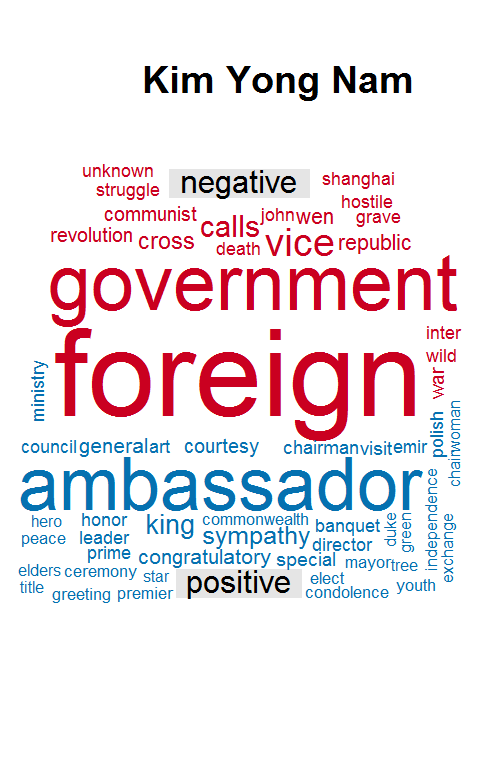 Kim Yong Nam
unknown
negative
shanghai
struggle
hostile
communist
calls
john
wen
grave
revolution
cross
death
vice
republic
government
inter
foreign
wild
war
ministry
polish
chairwoman
council
general
art
courtesy
chairman
visit
emir
ambassador
independence
hero
honor
king
commonwealth
banquet
duke
green
exchange
peace
leader
sympathy
director
prime
congratulatory
special
mayor
tree
elders
ceremony
star
positive
elect
youth
title
greeting
premier
condolence